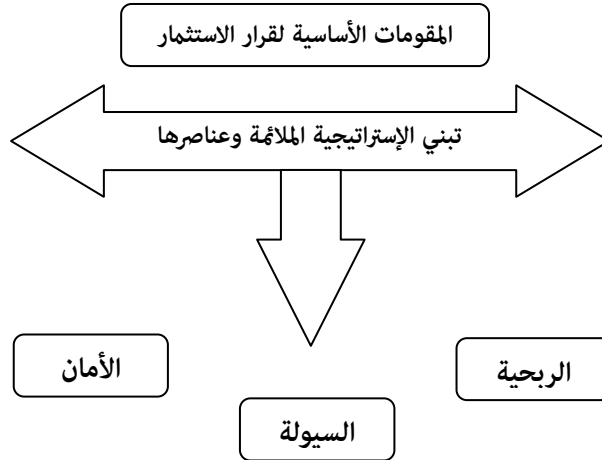 المقومات الأساسية لقرار الاستثمار
تبني الإستراتيجية الملائمة وعناصرها
الربحية
الأمان
السيولة